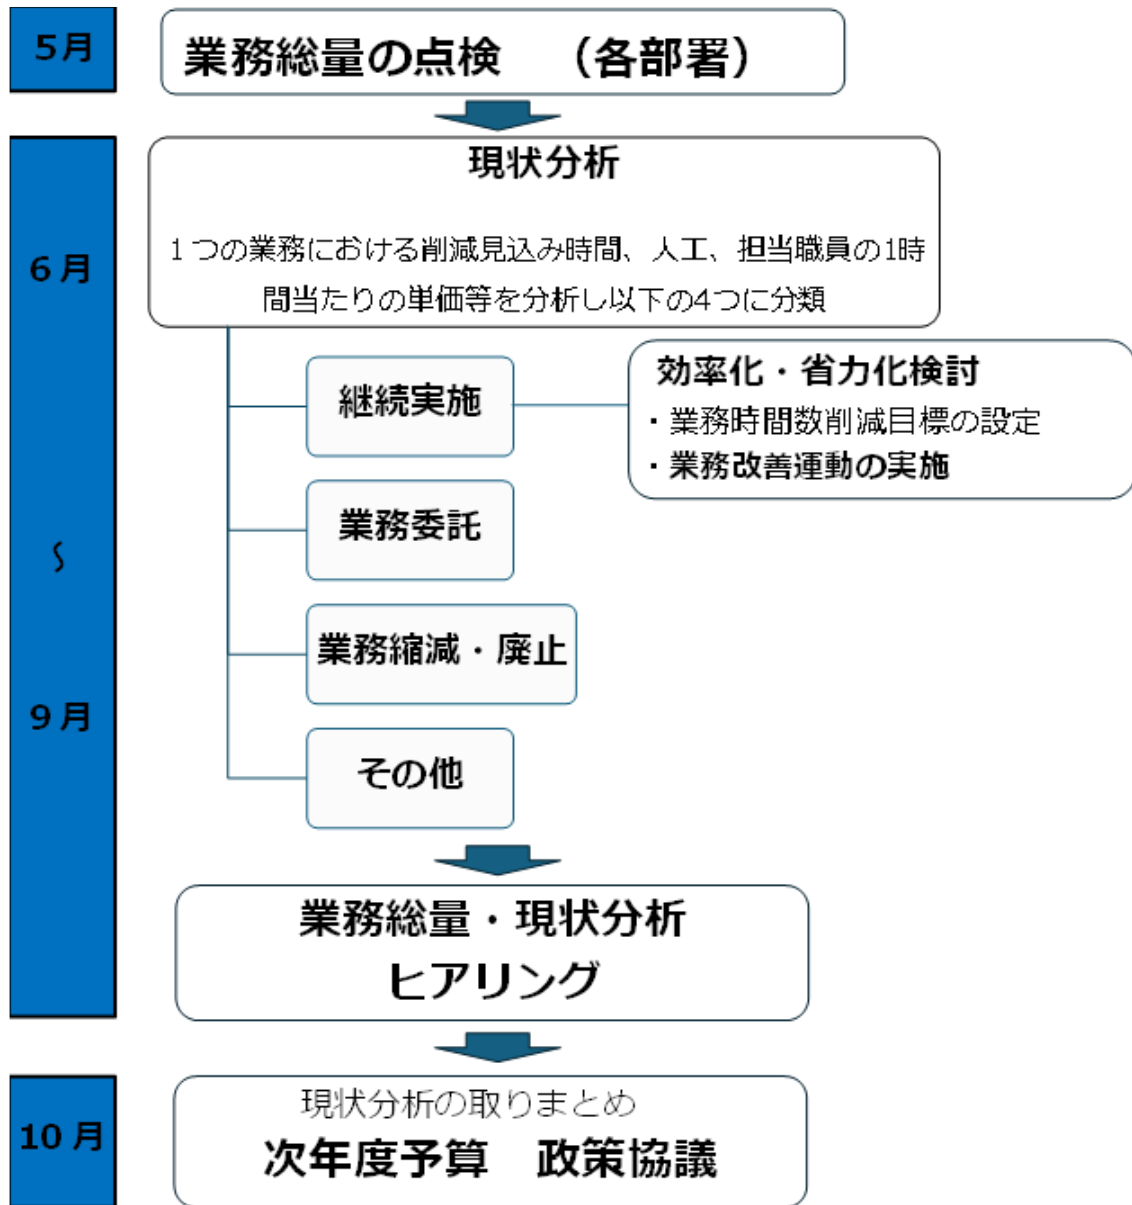 5月
業務総量の点検　（各部署）
6月
～
9月
現状分析
１つの業務における削減見込み時間、人工、担当職員の1時
間当たりの単価等を分析し以下の4つに分類
継続実施
効率化・省力化検討
・業務時間数削減目標の設定
・業務改善運動の実施
業務委託
業務縮減・廃止
その他
業務総量・現状分析
ヒアリング
10月
現状分析の取りまとめ
次年度予算　政策協議